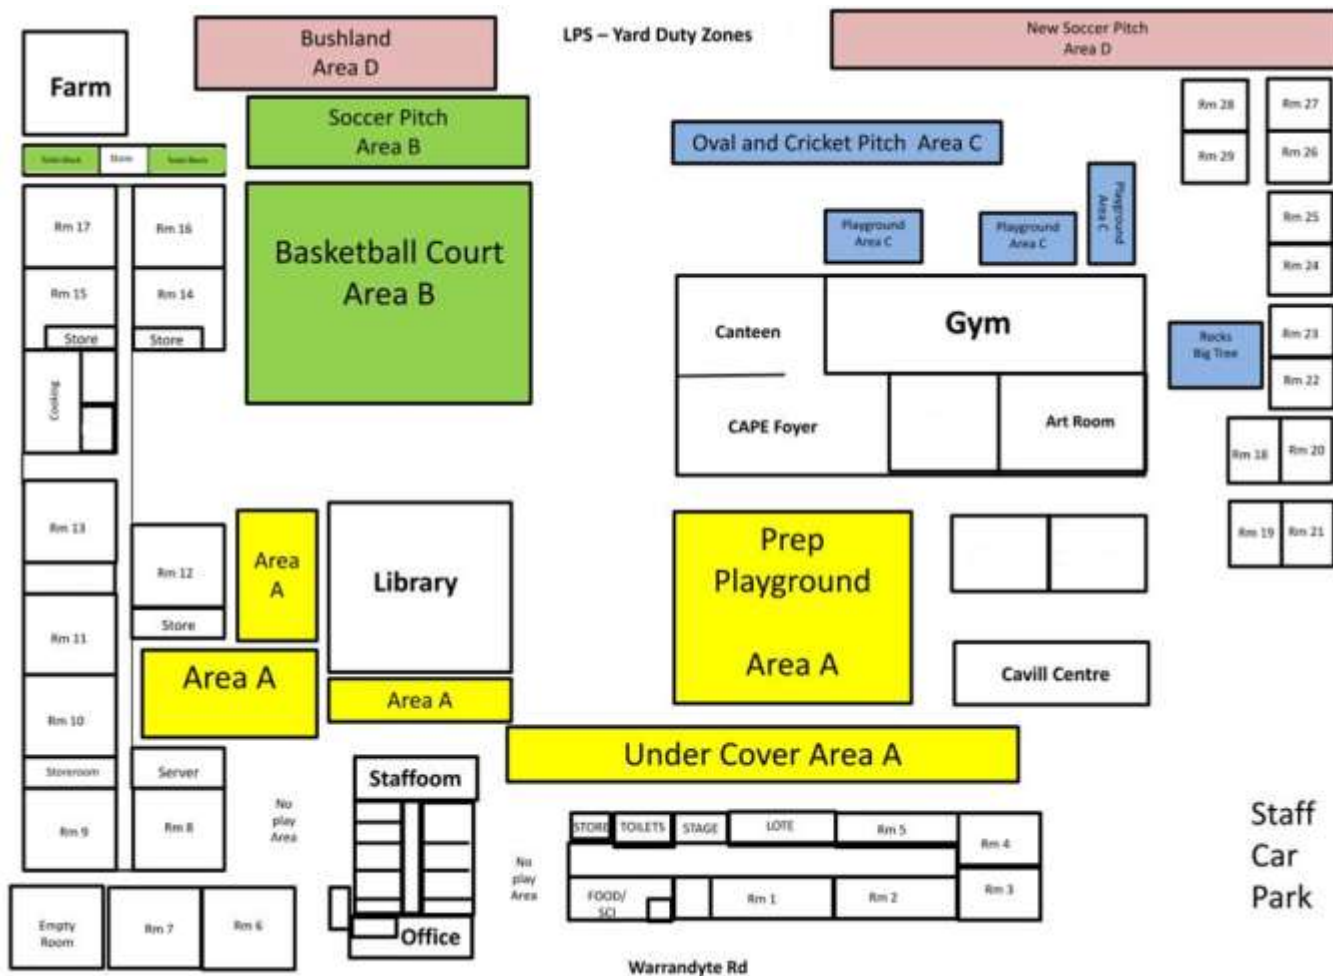 LPS – Yard Duty Zones
Bushland
Area D
New Soccer Pitch
Area D
Farm
Soccer Pitch
Area B
Oval and Cricket Pitch Area C
Rm 28
Rm 27
Rm 29
Rm 26
Store
Playground
Area C
Playground
Area C
Playground
Area C
Rm 17
Rm 16
Rm 25
Rm 24
Basketball Court
Area B
Rm 15
Rm 14
Store
Store
Canteen
Gym
Rocks
Big Tree
Rm 23
Rm 22
Cooking
CAPE Foyer
Art Room
Rm 18
Rm 20
Rm 13
Rm 12
Store
Area
A
Library
Prep
Playground
Area A
Rm 19
Rm 21
Rm 11
Area A
Area A
Cavill Centre
Rm 10
Under Cover Area A
Storeroom
Server
Staffoom
Rm 9
Rm 8
No
play
Area
STORE
TOILETS
STAGE
LOTE
Rm 5
Rm 4
Staff
Car
Park
No
play
Area
FOOD/
SCI
Rm 1
Rm 2
Rm 3
Empty
Room
Rm 7
Rm 6
Office
Warrandyte Rd